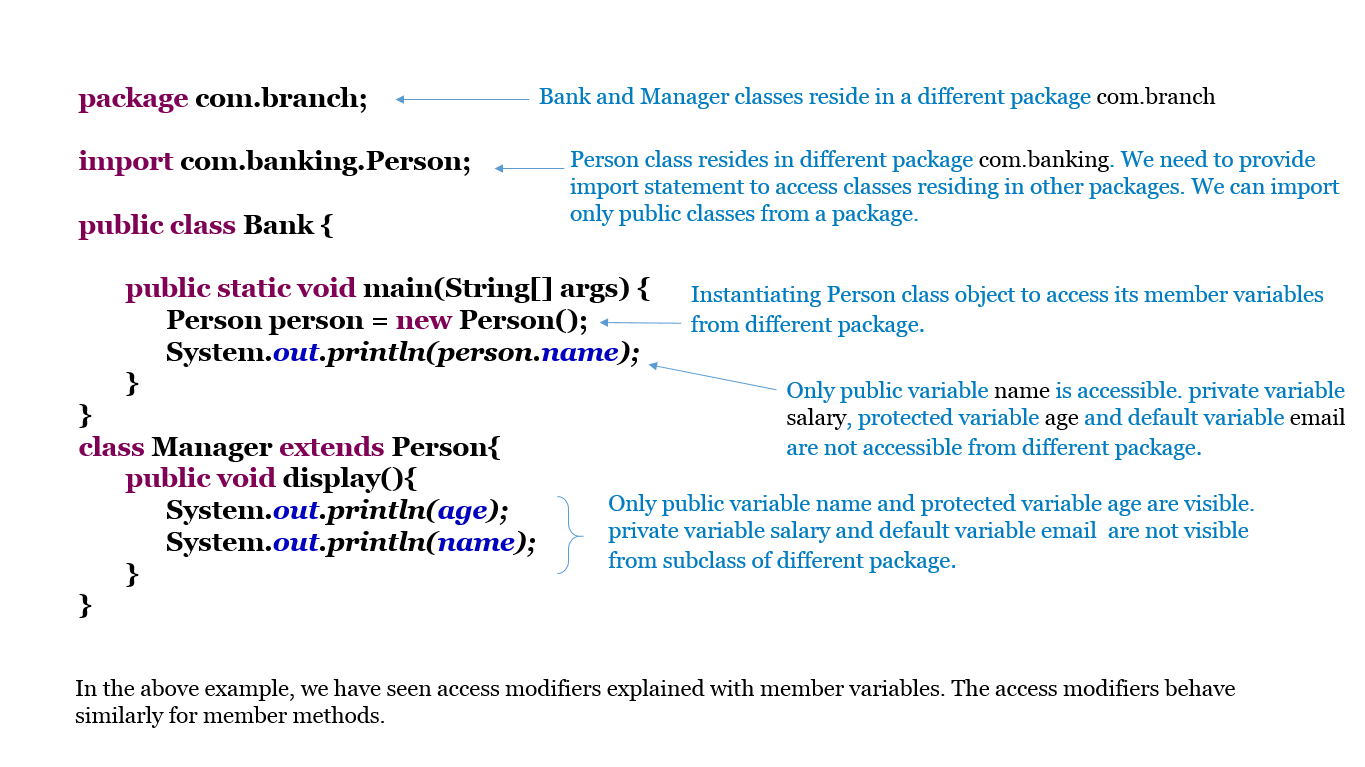 package com.branch;
Bank and Manager classes reside in a different package com.branch
import com.banking.Person;
Person class resides in different package com.banking. We need to provide
import statement to access classes residing in other packages. We can import
only public classes from a package.
public class Bank {
public static void main(String[] args) {
Person person = new Person();
System.out.println(person.name);
}
}
Instantiating Person class object to access its member variables
from different package.
Only public variable name is accessible. private variable
salary, protected variable age and default variable email
are not accessible from different package.
class Manager extends Person{
public void display(){
System.out.println(age);
System.out.println(name);
}
}
Only public variable name and protected variable age are visible.
private variable salary and default variable email  are not visible
from subclass of different package.
In the above example, we have seen access modifiers explained with member variables. The access modifiers behave
similarly for member methods.